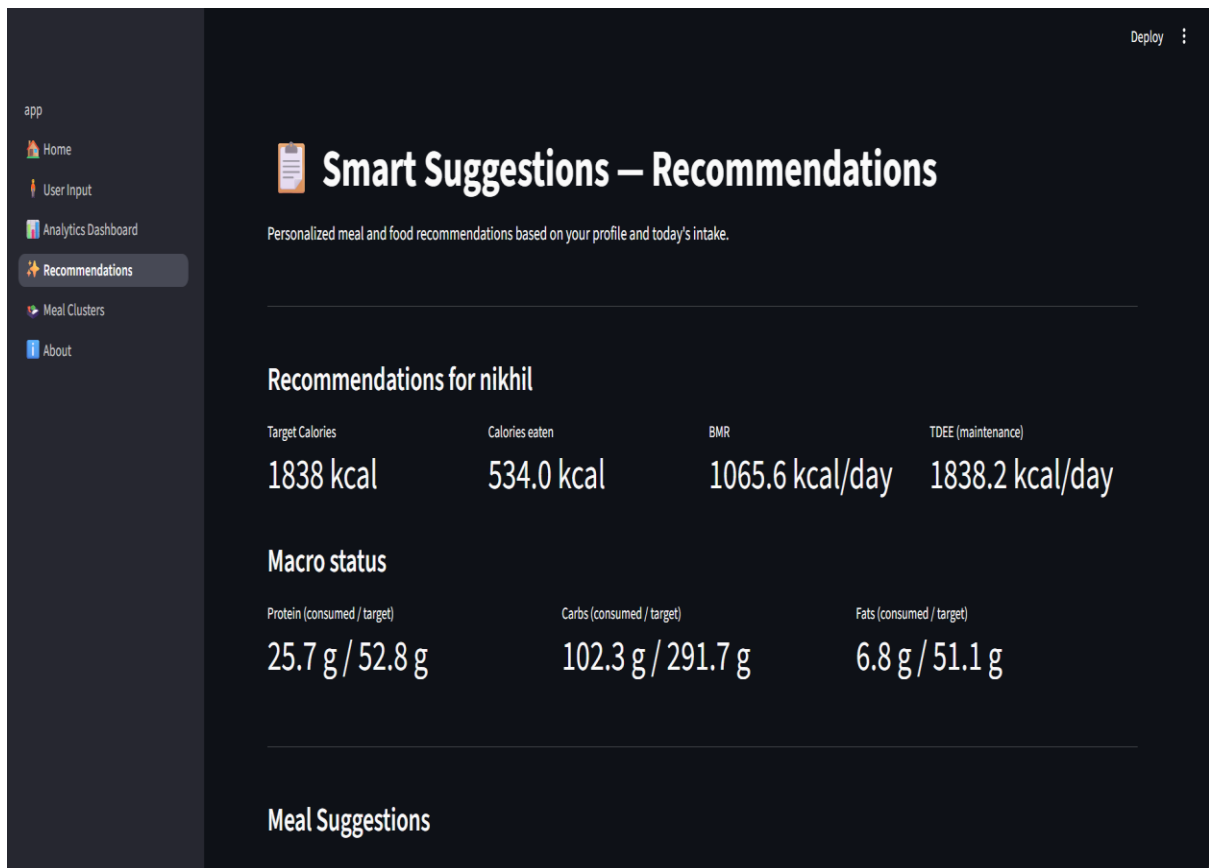 Deploy
app
Home
User Input
Analytics Dashboard
Recommendations
Meal Clusters
About
Smart Suggestions — Recommendations
Personalized meal and food recommendations based on your profile and today's intake.
Recommendations for nikhil
Target Calories Calories eaten BMR TDEE (maintenance)
1838 kcal 534.0 kcal 1065.6 kcal/day 1838.2 kcal/day
Macro status
Protein (consumed / target) Carbs (consumed / target) Fats (consumed / target)
25.7 g / 52.8 g 102.3 g / 291.7 g 6.8 g / 51.1 g
Meal Suggestions